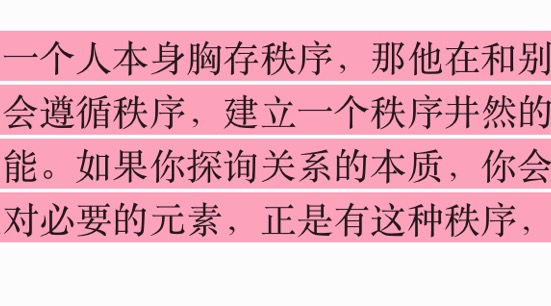 一个人本身胸存秩序，那他在和别
会遵循秩序，建立一个秩序井然的
能。如果你探询关系的本质，你会
对必要的元素，正是有这种秩序，